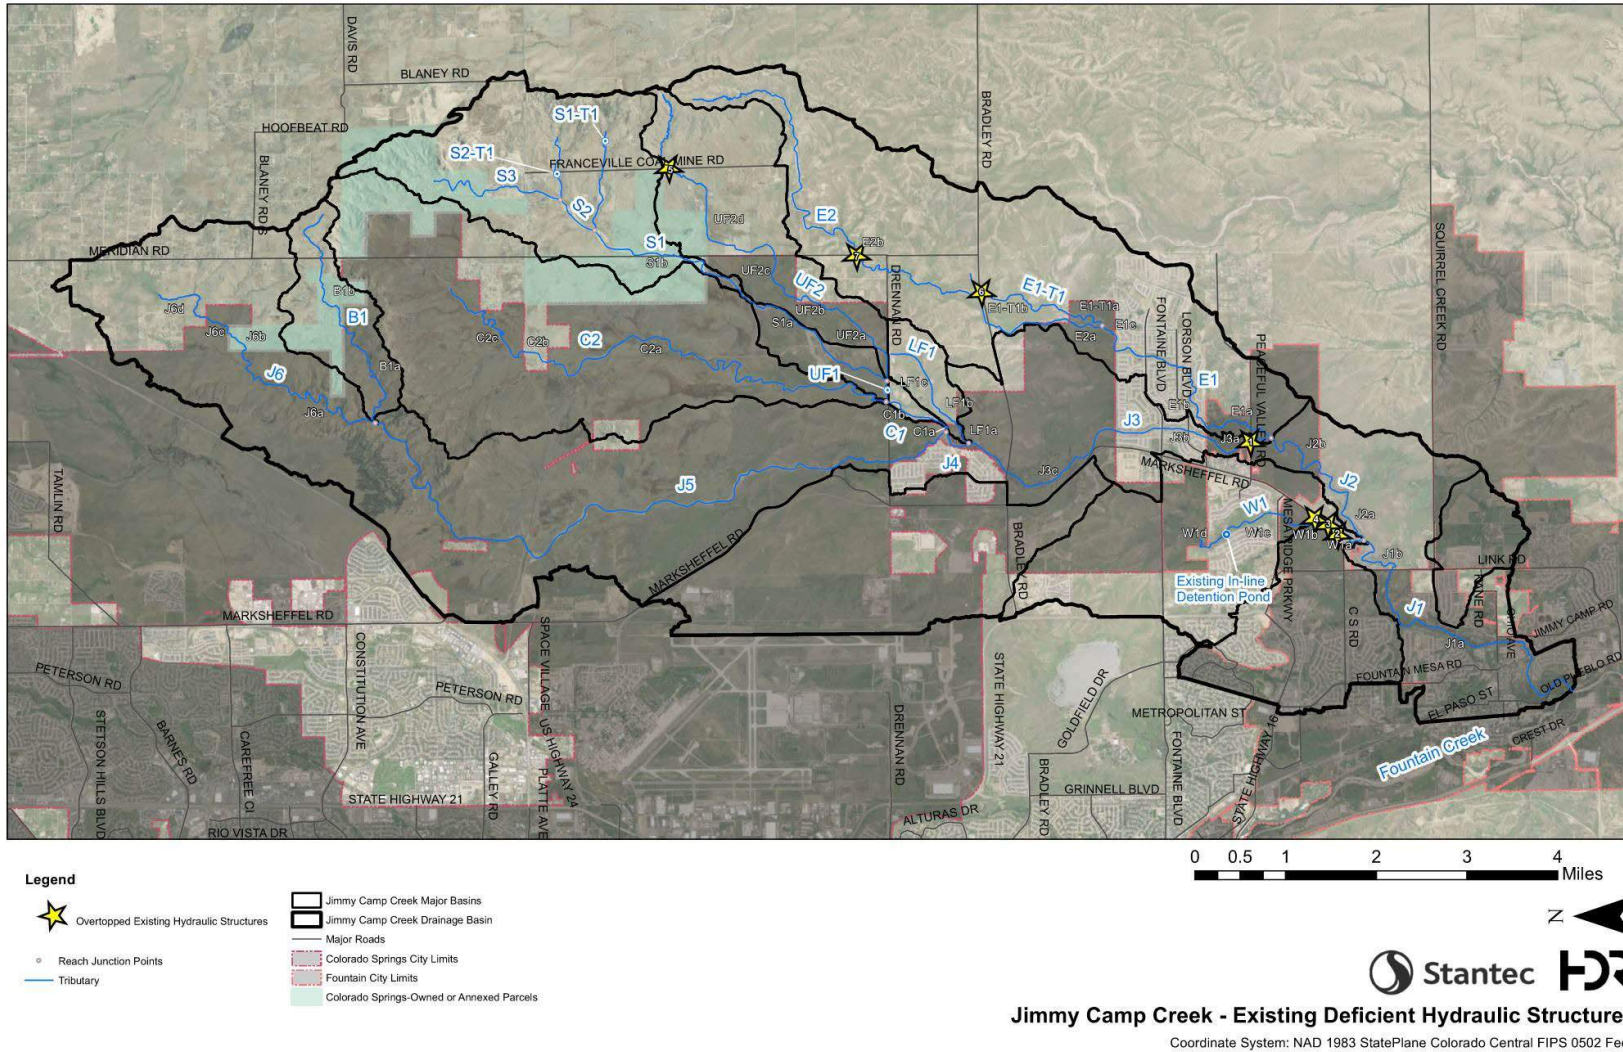 DAVIS RD
BLANEY RD
HOOFBEAT RD
BLANEY RD S
MERIDIAN RD
FRANCEVILLE COAL MINE RD
BRADLEY RD
SQUIRREL CREEK RD
S1-T1
S2-T1
S3
S2
S1
S1b
UF2d
UF2c
UF2
UF2b
UF2a
S1a
E2
E2b
7
6
E1-T1
E1-T1b
E1-T1a
E1c
E2a
DRENNAN RD
FONTAINE BLVD
LORSON BLVD
PEACEFUL VALLEY RD
J6d
J6c
J6b
J6
J6a
B1b
B1
B1a
C2c
C2b
C2
C2a
UF1
LF1
LF1c
LF1b
LF1a
C1b
C1
C1a
J4
J5
J3c
J3
J3b
J3a
1
E1
E1b
E1a
J2b
J2
J2a
MARKSHEFFEL RD
W1
W1d
W1c
W1b
W1a
4
3
2
MESA RIDGE PRKWY
Existing In-line
Detention Pond
J1b
LINK RD
J1
J1a
C S RD
JIMMY CAMP RD
FOUNTAIN MESA RD
OLD PUEBLO RD
EL PASO ST
CREST DR
Fountain Creek
TAMLIN RD
MARKSHEFFEL RD
MARKSHEFFEL RD
BRADLEY RD
PETERSON RD
STETSON HILLS BLVD
BARNES RD
CAREFREE CI
CONSTITUTION AVE
PETERSON RD
GALLEY RD
SPACE VILLAGE
US HIGHWAY 24
PLATTE AVE
STATE HIGHWAY 21
RIO VISTA DR
DRENNAN RD
ALTURAS DR
STATE HIGHWAY 21
BRADLEY RD
GOLDFIELD DR
METROPOLITAN ST
GRINNELL BLVD
FONTAINE BLVD
STATE HIGHWAY 16
Legend
Overtopped Existing Hydraulic Structures
Reach Junction Points
Tributary
Jimmy Camp Creek Major Basins
Jimmy Camp Creek Drainage Basin
Major Roads
Colorado Springs City Limits
Fountain City Limits
Colorado Springs-Owned or Annexed Parcels
0 0.5 1 2 3 4
Miles
N
Stantec HDR
Jimmy Camp Creek - Existing Deficient Hydraulic Structure
Coordinate System: NAD 1983 StatePlane Colorado Central FIPS 0502 Fe